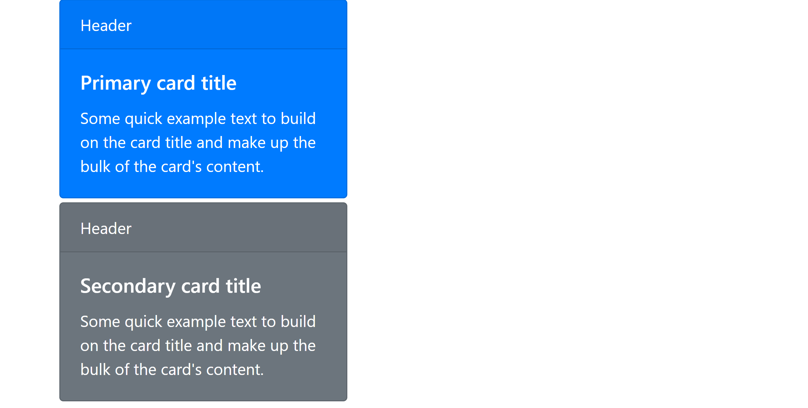 Header
Primary card title
Some quick example text to build
on the card title and make up the
bulk of the card's content.
Header
Secondary card title
Some quick example text to build
on the card title and make up the
bulk of the card's content.